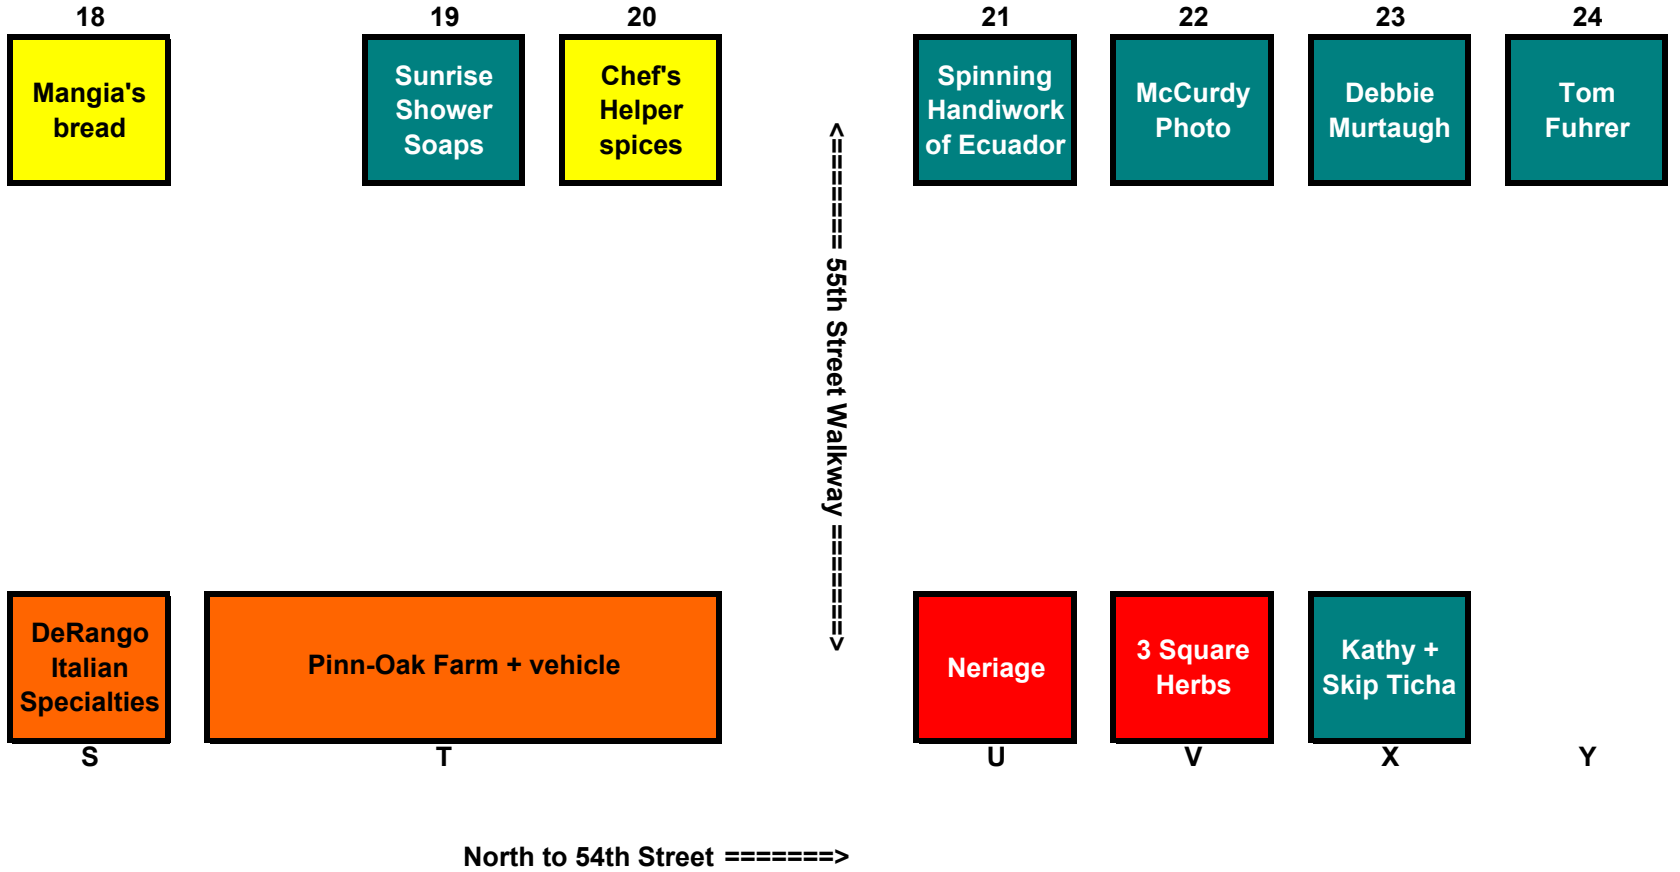 18 19 20 21 22 23 24
Mangia's
bread
Sunrise
Shower
Soaps
Chef's
Helper
spices
Spinning
Handiwork
of Ecuador
McCurdy
Photo
Debbie
Murtaugh
Tom
Fuhrer
<======= 55th Street Walkway =======>
DeRango
Italian
Specialties
Pinn-Oak Farm + vehicle
Neriage
3 Square
Herbs
Kathy +
Skip Ticha
S T U V X Y
North to 54th Street =======>